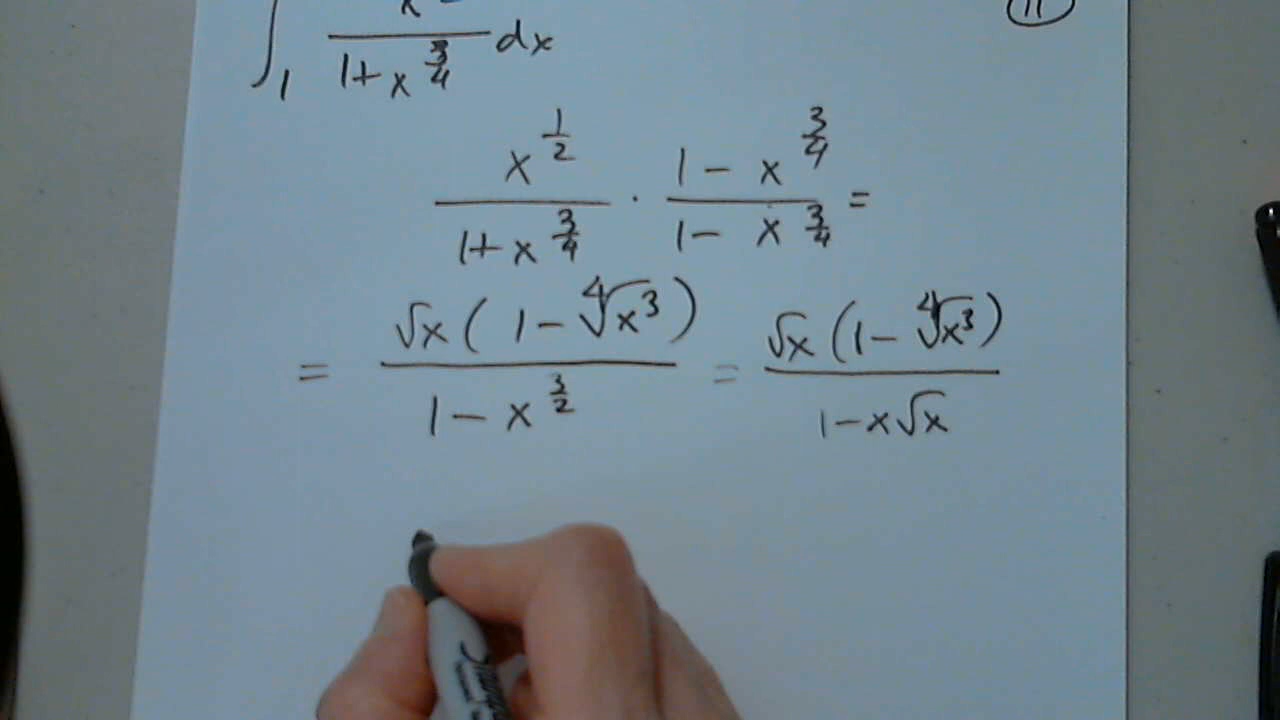 ∫₁ x / (1+x^(3/4)) dx 11
x^(1/2) / (1+x^(3/4)) · (1-x^(3/4)) / (1-x^(3/4)) =
= √x(1-∜x³) / (1-x^(3/2)) = √x(1-∜x³) / (1-x√x)